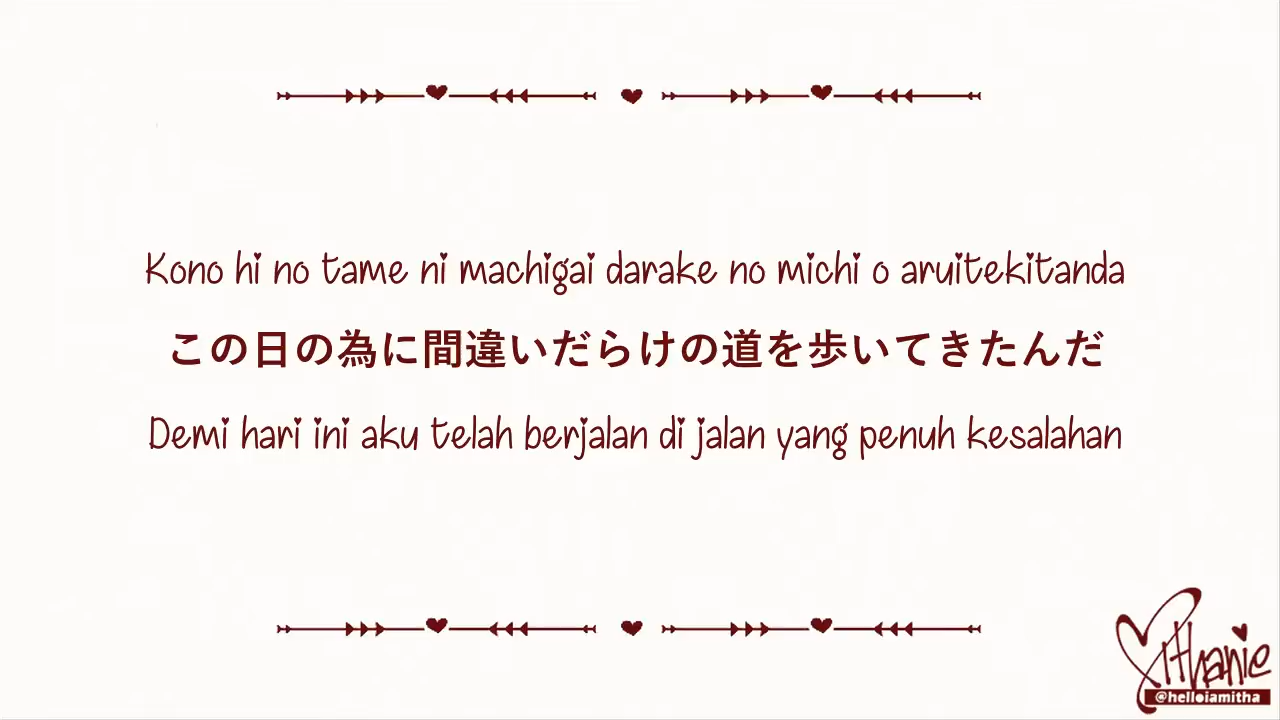 Kono hi no tame ni machigai darake no michi o aruitekitanda
この日の為に間違いだらけの道を歩いてきたんだ
Demi hari ini aku telah berjalan di jalan yang penuh kesalahan
Mithanie
@helloiamitha